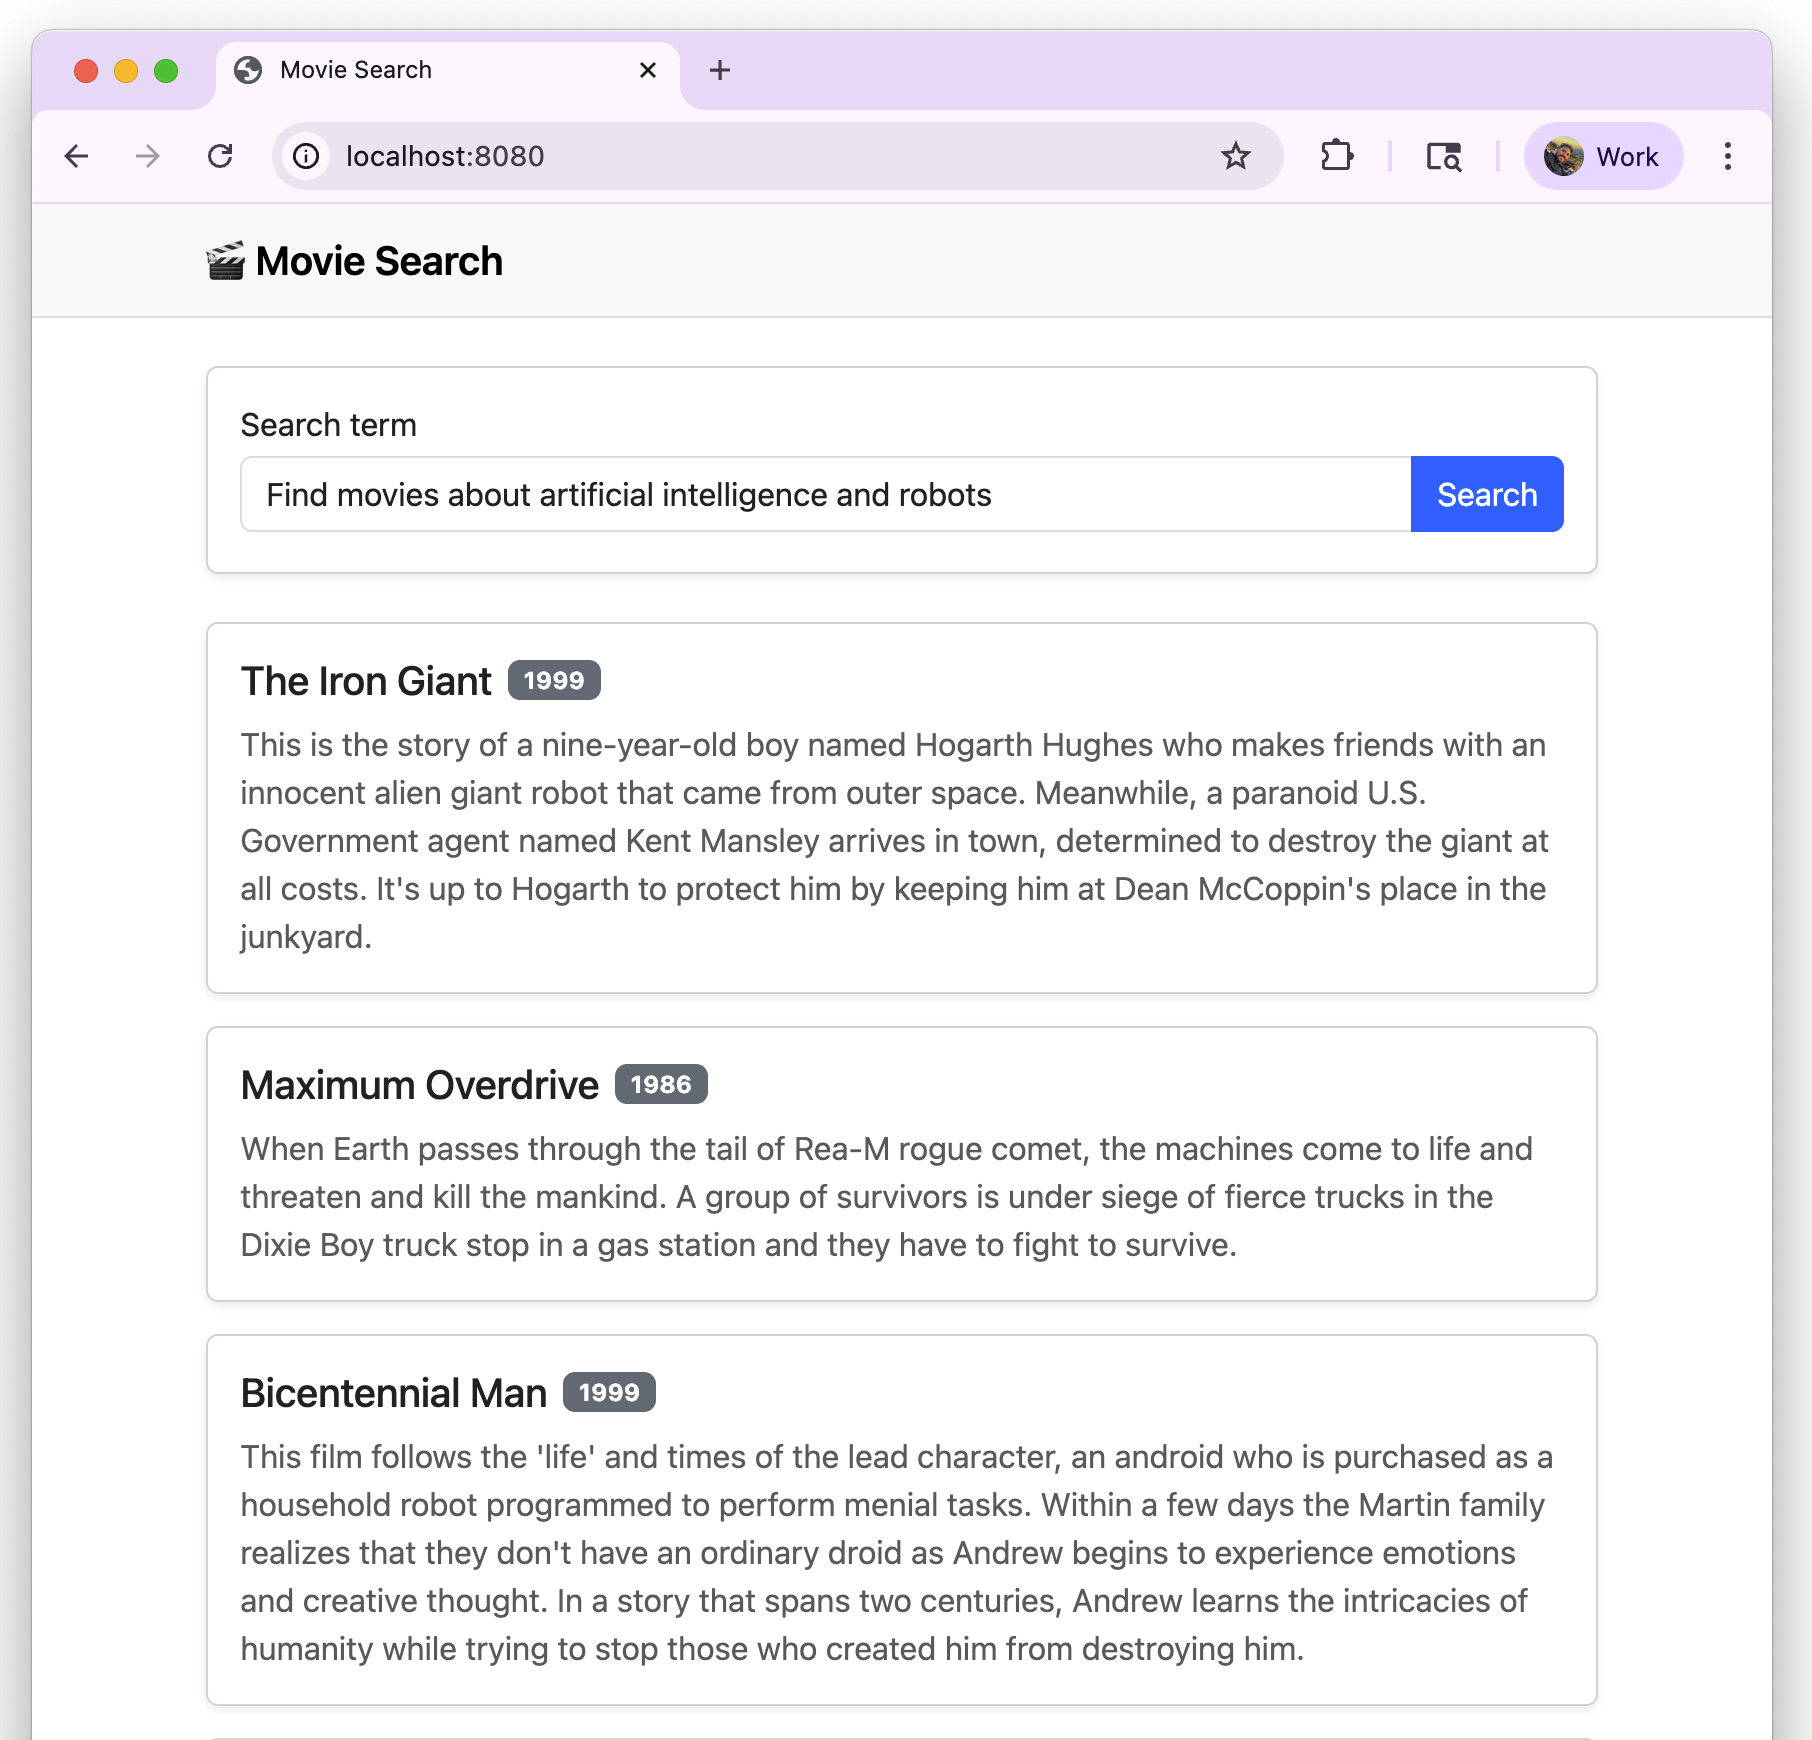 Movie Search
localhost:8080
Work
Movie Search
Search term
Find movies about artificial intelligence and robots
Search
The Iron Giant 1999
This is the story of a nine-year-old boy named Hogarth Hughes who makes friends with an
innocent alien giant robot that came from outer space. Meanwhile, a paranoid U.S.
Government agent named Kent Mansley arrives in town, determined to destroy the giant at
all costs. It's up to Hogarth to protect him by keeping him at Dean McCoppin's place in the
junkyard.
Maximum Overdrive 1986
When Earth passes through the tail of Rea-M rogue comet, the machines come to life and
threaten and kill the mankind. A group of survivors is under siege of fierce trucks in the
Dixie Boy truck stop in a gas station and they have to fight to survive.
Bicentennial Man 1999
This film follows the 'life' and times of the lead character, an android who is purchased as a
household robot programmed to perform menial tasks. Within a few days the Martin family
realizes that they don't have an ordinary droid as Andrew begins to experience emotions
and creative thought. In a story that spans two centuries, Andrew learns the intricacies of
humanity while trying to stop those who created him from destroying him.